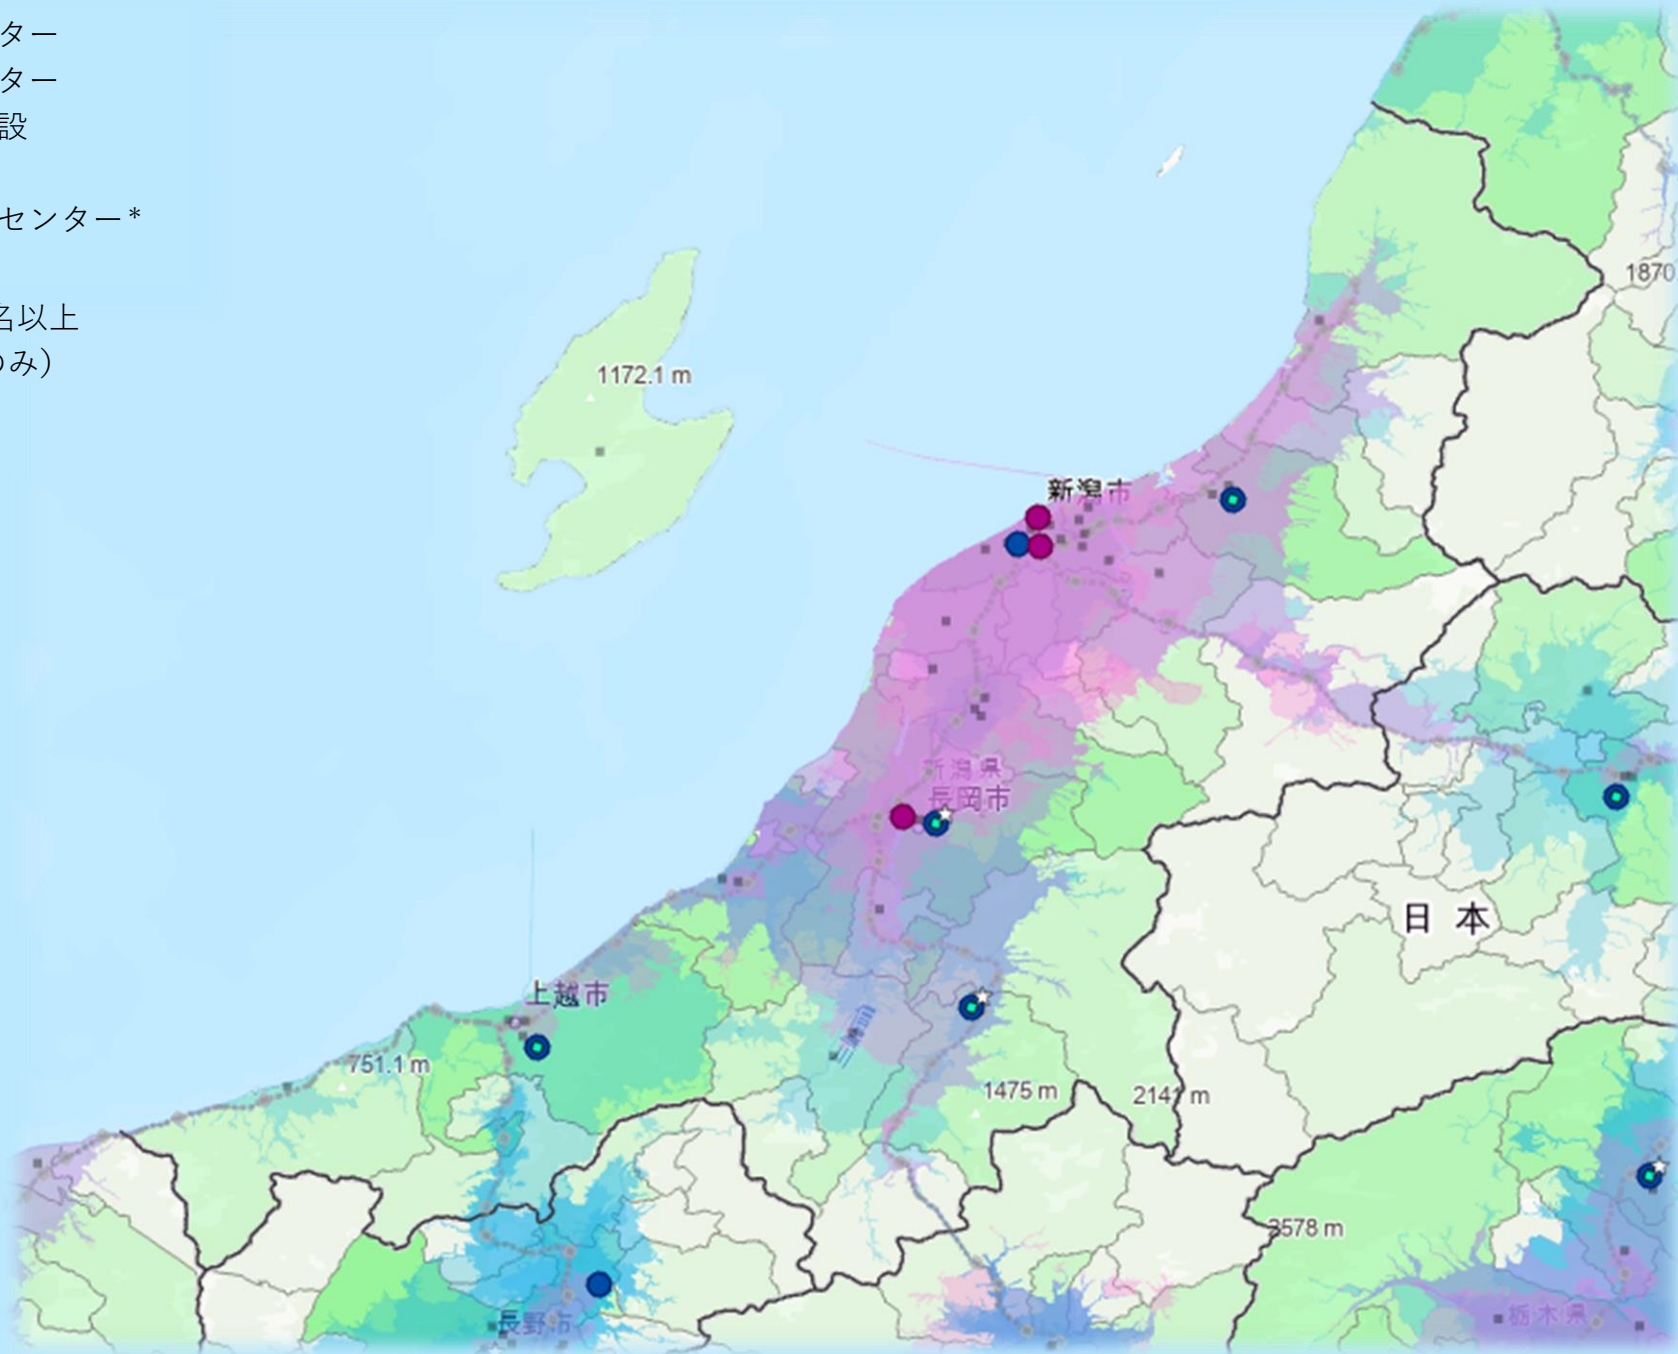 ター
ター
設
センター*
名以上
のみ）
1870
1172.1 m
新潟市
新潟県
長岡市
日本
上越市
751.1 m
1475 m
2141 m
3578 m
長野市
栃木県